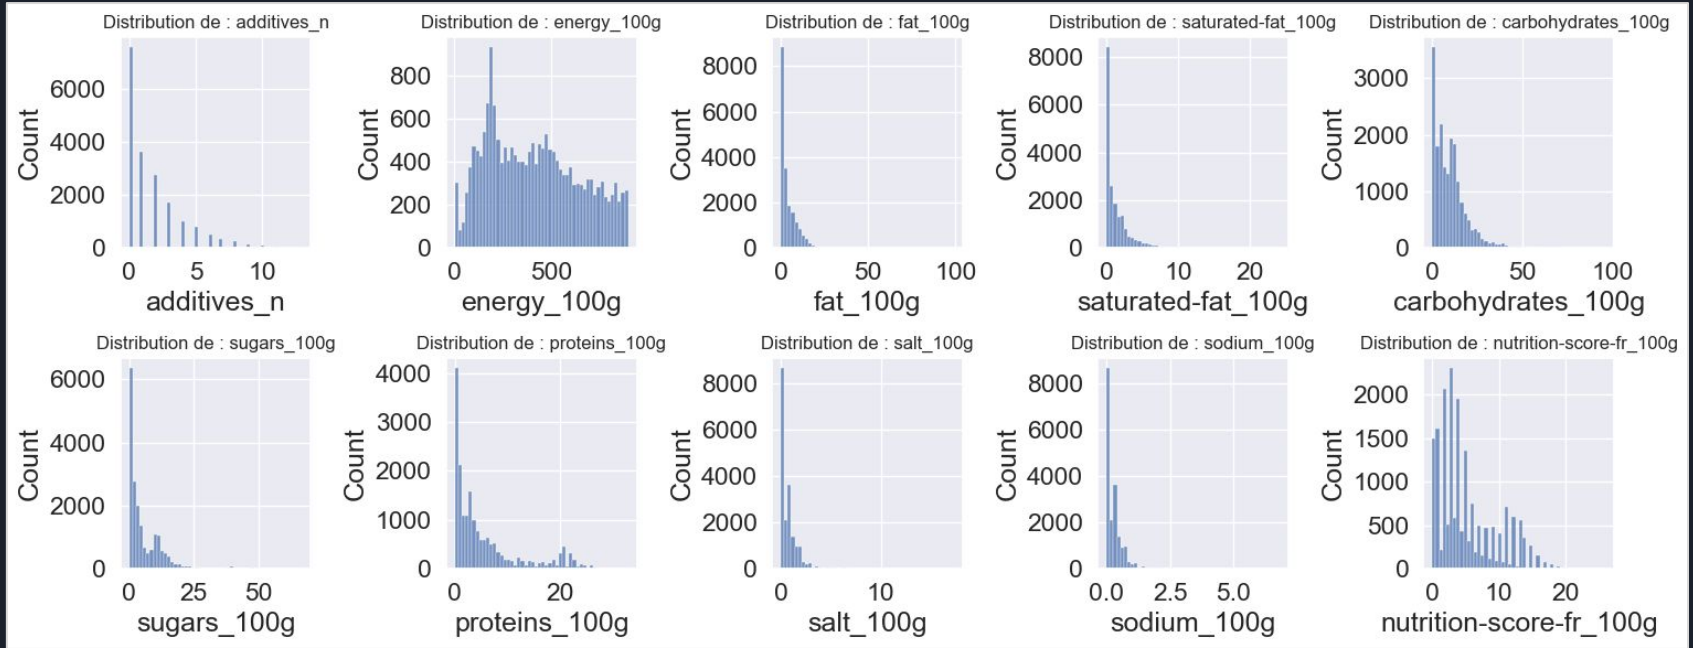 Distribution de : additives_n
Count
6000
4000
2000
0
0 5 10
additives_n
Distribution de : energy_100g
Count
800
600
400
200
0
0 500
energy_100g
Distribution de : fat_100g
Count
8000
6000
4000
2000
0
0 50 100
fat_100g
Distribution de : saturated-fat_100g
Count
8000
6000
4000
2000
0
0 10 20
saturated-fat_100g
Distribution de : carbohydrates_100g
Count
3000
2000
1000
0
0 50 100
carbohydrates_100g
Distribution de : sugars_100g
Count
6000
4000
2000
0
0 25 50
sugars_100g
Distribution de : proteins_100g
Count
4000
3000
2000
1000
0
0 20
proteins_100g
Distribution de : salt_100g
Count
8000
6000
4000
2000
0
0 10
salt_100g
Distribution de : sodium_100g
Count
8000
6000
4000
2000
0
0.0 2.5 5.0
sodium_100g
Distribution de : nutrition-score-fr_100g
Count
2000
1500
1000
500
0
0 10 20
nutrition-score-fr_100g